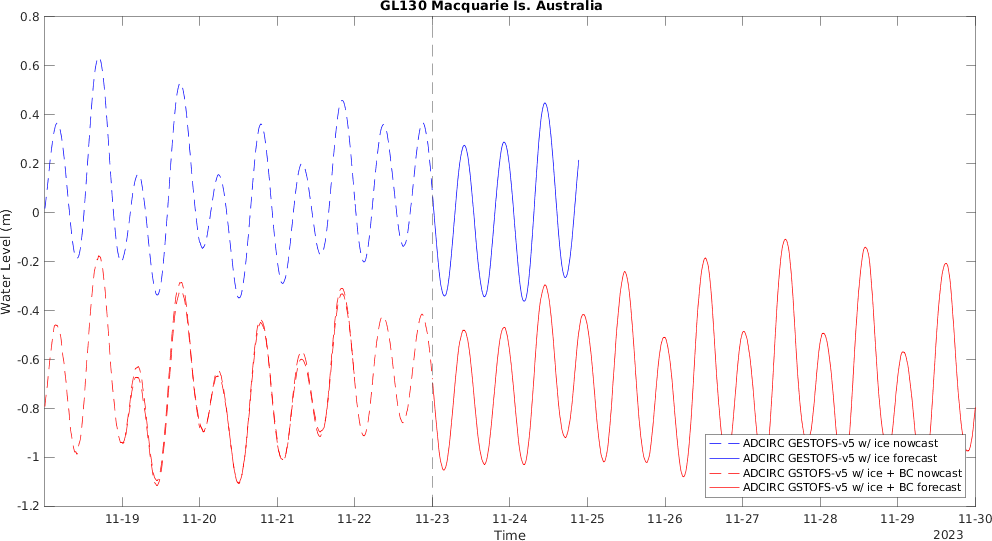 GL130 Macquarie Is. Australia
0.8
0.6
0.4
0.2
0
-0.2
-0.4
-0.6
-0.8
-1
-1.2
Water Level (m)
11-19 11-20 11-21 11-22 11-23 11-24 11-25 11-26 11-27 11-28 11-29 11-30
Time
2023
ADCIRC GESTOFS-v5 w/ ice nowcast
ADCIRC GESTOFS-v5 w/ ice forecast
ADCIRC GSTOFS-v5 w/ ice + BC nowcast
ADCIRC GSTOFS-v5 w/ ice + BC forecast